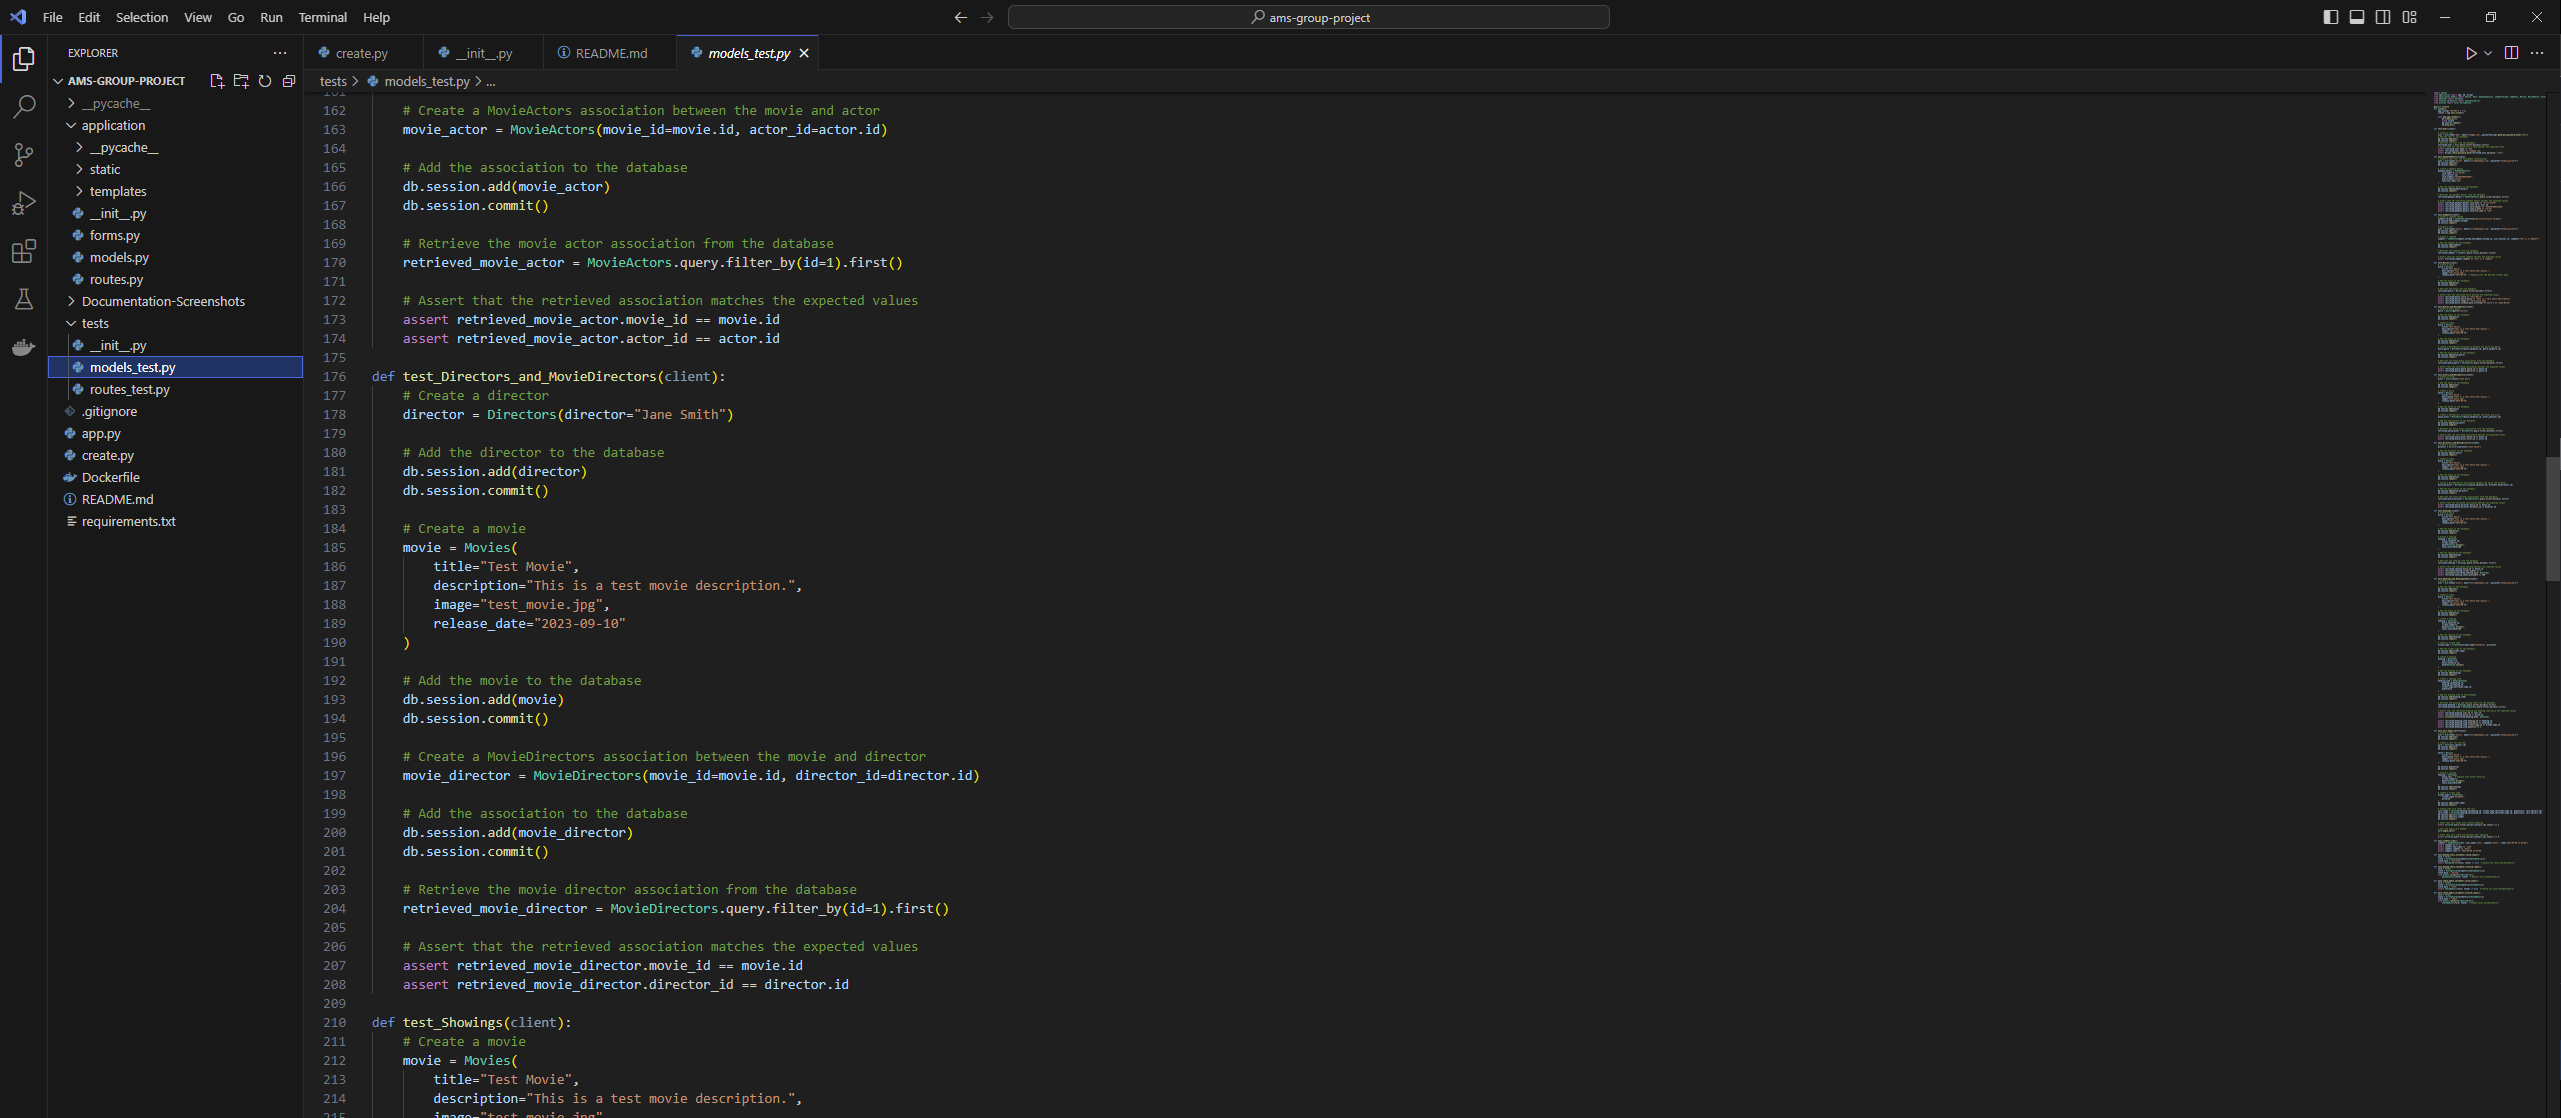 File Edit Selection View Go Run Terminal Help
ams-group-project
EXPLORER
AMS-GROUP-PROJECT
__pycache__
application
__pycache__
static
templates
__init__.py
forms.py
models.py
routes.py
Documentation-Screenshots
tests
__init__.py
models_test.py
routes_test.py
.gitignore
app.py
create.py
Dockerfile
README.md
requirements.txt
create.py __init__.py README.md models_test.py
tests > models_test.py > ...
161
162 # Create a MovieActors association between the movie and actor
163 movie_actor = MovieActors(movie_id=movie.id, actor_id=actor.id)
164
165 # Add the association to the database
166 db.session.add(movie_actor)
167 db.session.commit()
168
169 # Retrieve the movie actor association from the database
170 retrieved_movie_actor = MovieActors.query.filter_by(id=1).first()
171
172 # Assert that the retrieved association matches the expected values
173 assert retrieved_movie_actor.movie_id == movie.id
174 assert retrieved_movie_actor.actor_id == actor.id
175
176 def test_Directors_and_MovieDirectors(client):
177 # Create a director
178 director = Directors(director="Jane Smith")
179
180 # Add the director to the database
181 db.session.add(director)
182 db.session.commit()
183
184 # Create a movie
185 movie = Movies(
186 title="Test Movie",
187 description="This is a test movie description.",
188 image="test_movie.jpg",
189 release_date="2023-09-10"
190 )
191
192 # Add the movie to the database
193 db.session.add(movie)
194 db.session.commit()
195
196 # Create a MovieDirectors association between the movie and director
197 movie_director = MovieDirectors(movie_id=movie.id, director_id=director.id)
198
199 # Add the association to the database
200 db.session.add(movie_director)
201 db.session.commit()
202
203 # Retrieve the movie director association from the database
204 retrieved_movie_director = MovieDirectors.query.filter_by(id=1).first()
205
206 # Assert that the retrieved association matches the expected values
207 assert retrieved_movie_director.movie_id == movie.id
208 assert retrieved_movie_director.director_id == director.id
209
210 def test_Showings(client):
211 # Create a movie
212 movie = Movies(
213 title="Test Movie",
214 description="This is a test movie description.",
215 image="test_movie.jpg"